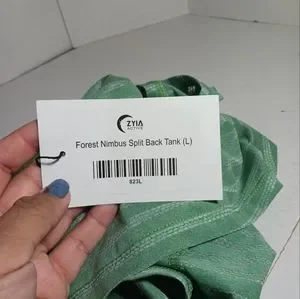 ZYIA
ACTIVE
Forest Nimbus Split Back Tank (L)
823L